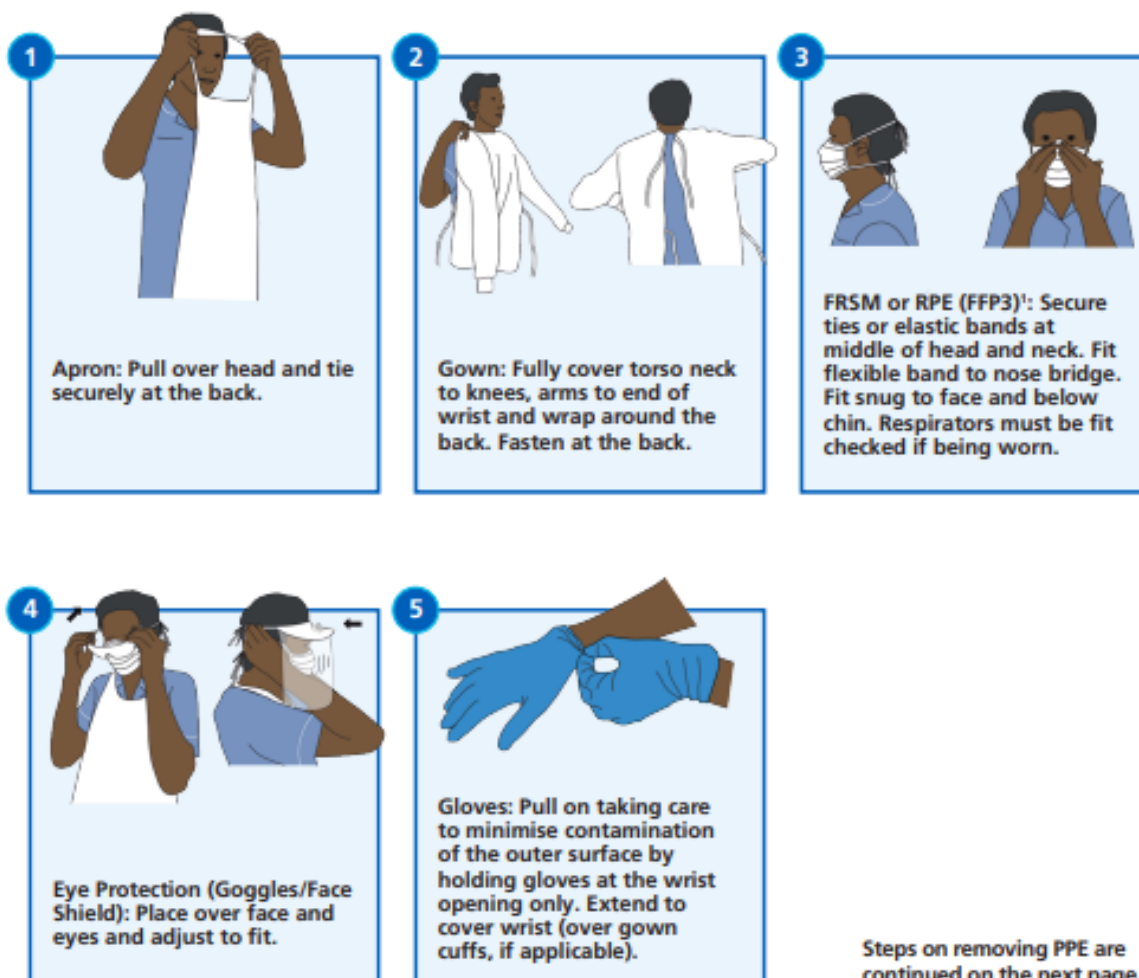 1
Apron: Pull over head and tie
securely at the back.
2
Gown: Fully cover torso neck
to knees, arms to end of
wrist and wrap around the
back. Fasten at the back.
3
FRSM or RPE (FFP3)¹: Secure
ties or elastic bands at
middle of head and neck. Fit
flexible band to nose bridge.
Fit snug to face and below
chin. Respirators must be fit
checked if being worn.
4
Eye Protection (Goggles/Face
Shield): Place over face and
eyes and adjust to fit.
5
Gloves: Pull on taking care
to minimise contamination
of the outer surface by
holding gloves at the wrist
opening only. Extend to
cover wrist (over gown
cuffs, if applicable).
Steps on removing PPE are
continued on the next page